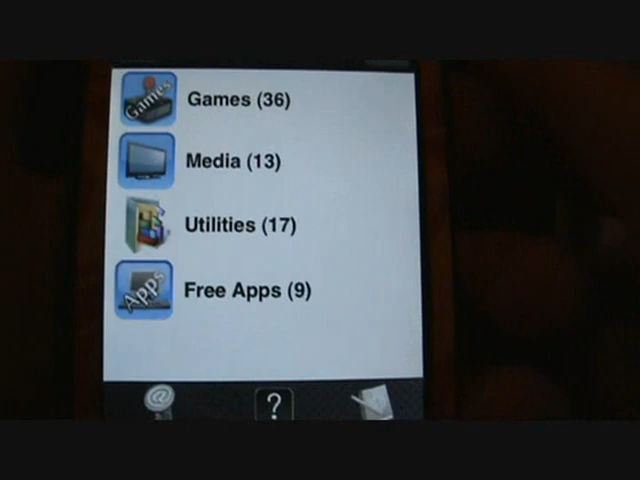 Games
Games (36)
Media (13)
Utilities (17)
Apps
Free Apps (9)
@
?